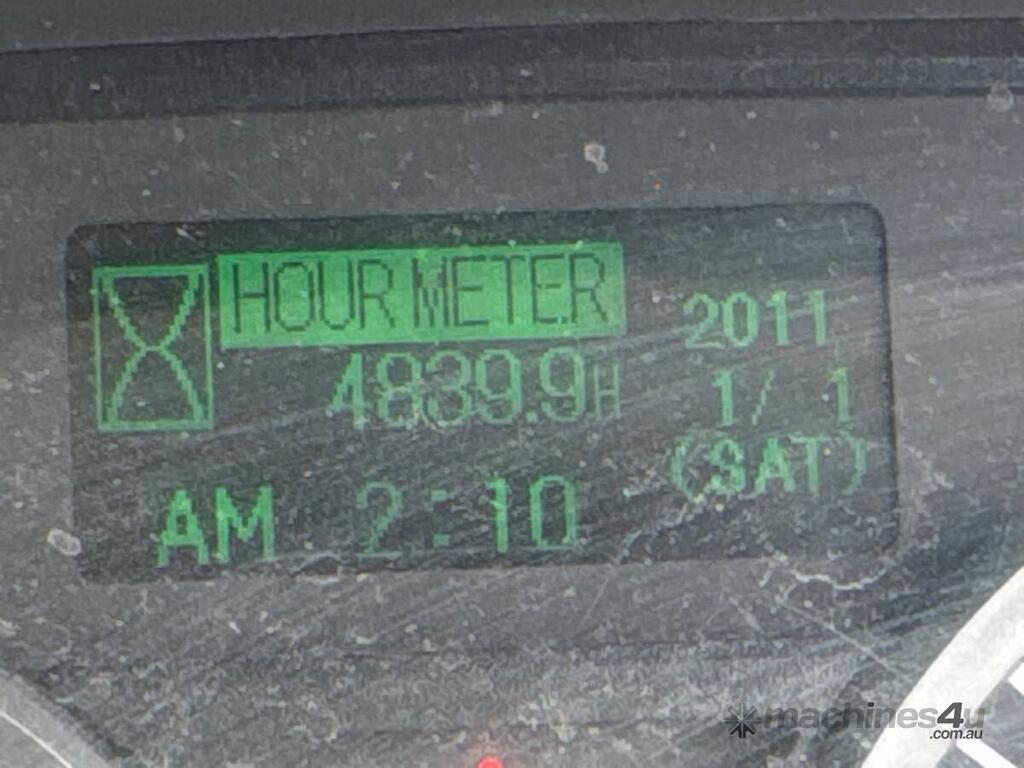 HOUR METER
4839.9H
2011
1/ 1
(SAT)
AM 2:10
machines4u
.com.au